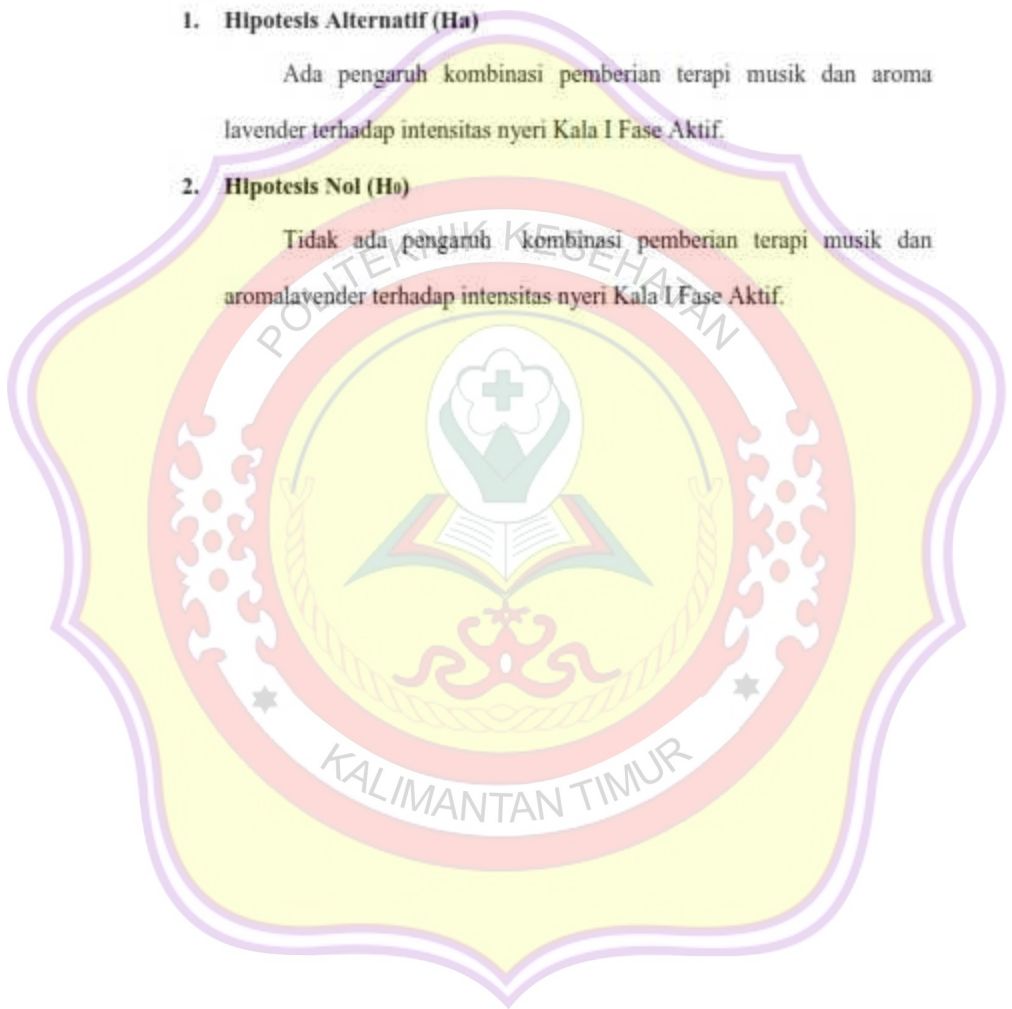 1. Hipotesis Alternatif (Ha)
Ada pengaruh kombinasi pemberian terapi musik dan aroma
lavender terhadap intensitas nyeri Kala I Fase Aktif.
2. Hipotesis Nol (H0)
Tidak ada pengaruh kombinasi pemberian terapi musik dan
aromalavender terhadap intensitas nyeri Kala I Fase Aktif.
POLITEKNIK KESEHATAN
KALIMANTAN TIMUR